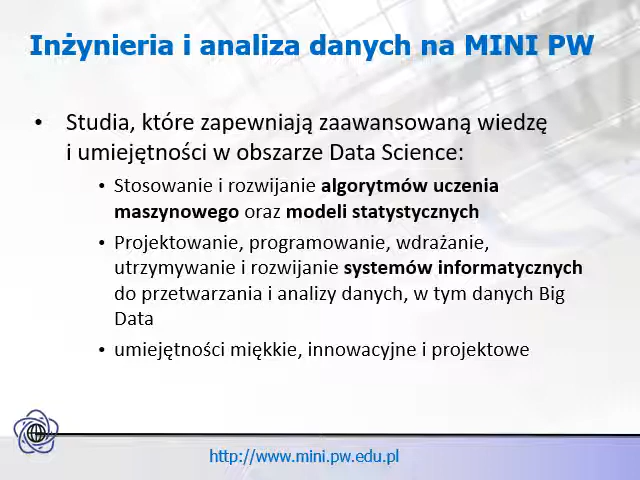 Inżynieria i analiza danych na MINI PW
• Studia, które zapewniają zaawansowaną wiedzę
i umiejętności w obszarze Data Science:
• Stosowanie i rozwijanie algorytmów uczenia
maszynowego oraz modeli statystycznych
• Projektowanie, programowanie, wdrażanie,
utrzymywanie i rozwijanie systemów informatycznych
do przetwarzania i analizy danych, w tym danych Big
Data
• umiejętności miękkie, innowacyjne i projektowe
http://www.mini.pw.edu.pl